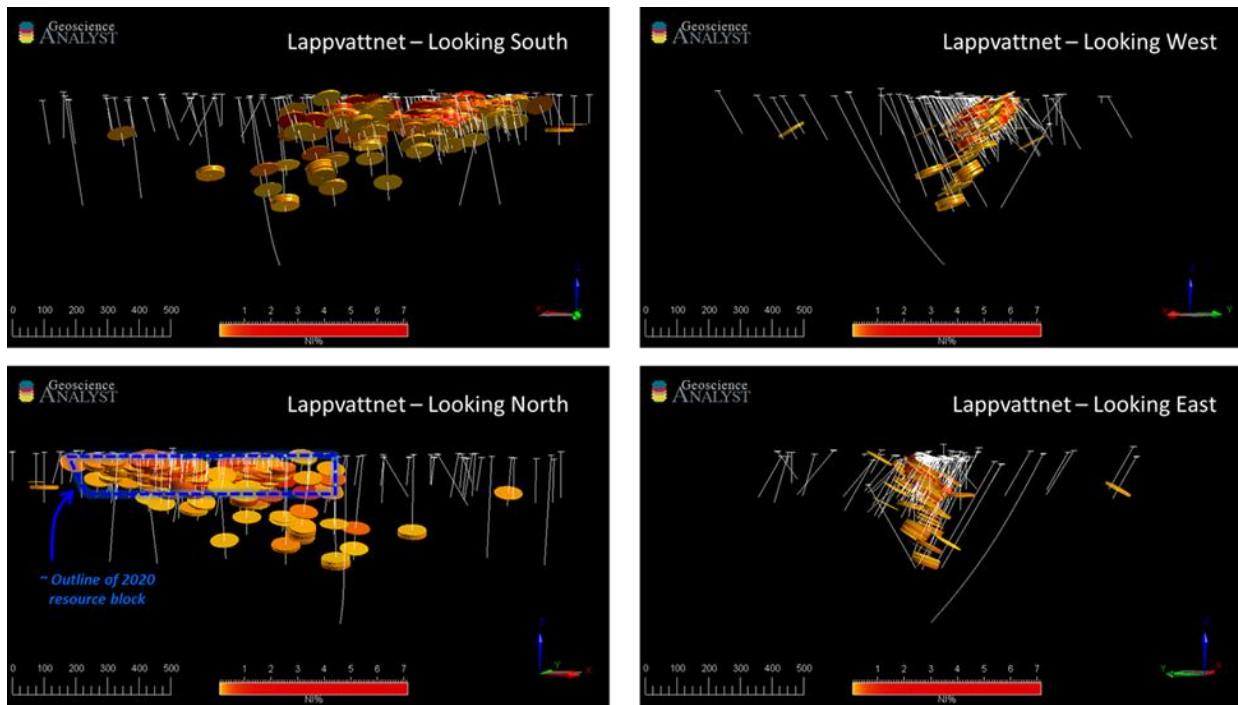 Geoscience
ANALYST
Lappvattnet – Looking South
0 100 200 300 400 500
1 2 3 4 5 6 7
NI%
Z
X
Geoscience
ANALYST
Lappvattnet – Looking West
0 100 200 300 400 500
1 2 3 4 5 6 7
NI%
Z
X
Y
Geoscience
ANALYST
Lappvattnet – Looking North
~ Outline of 2020
resource block
0 100 200 300 400 500
1 2 3 4 5 6 7
NI%
Z
Y
X
Geoscience
ANALYST
Lappvattnet – Looking East
0 100 200 300 400 500
1 2 3 4 5 6 7
NI%
Z
Y
X